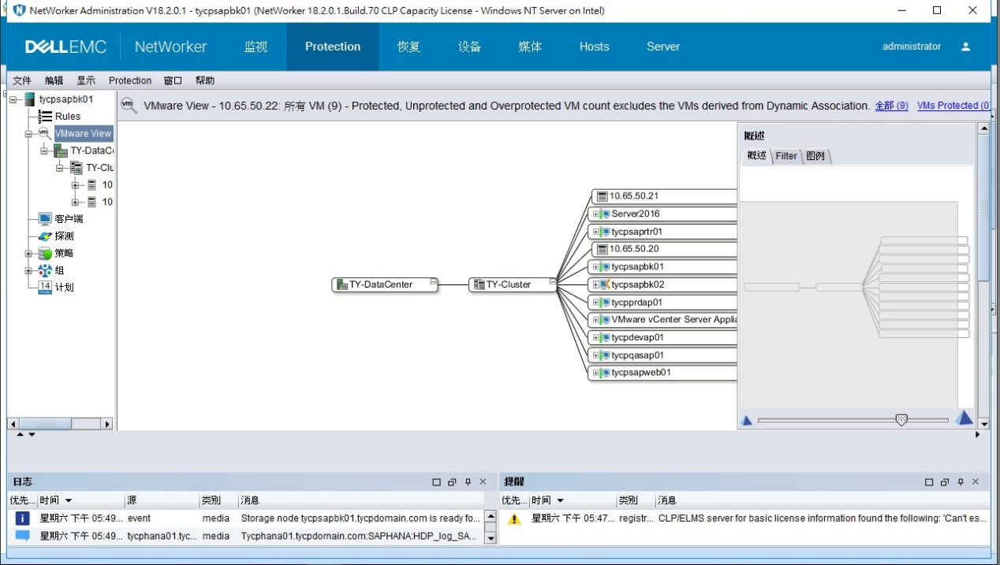 NetWorker Administration V18.2.0.1 - tycpsapbk01 (NetWorker 18.2.0.1.Build.70 CLP Capacity License - Windows NT Server on Intel)
DELLEMC NetWorker 监视 Protection 恢复 设备 媒体 Hosts Server administrator
文件 编辑 显示 Protection 窗口 帮助
tycpsapbk01
Rules
VMware View
TY-DataC
TY-Clu
10
10
客户端
探测
策略
组
14 计划
VMware View - 10.65.50.22: 所有 VM (9) - Protected, Unprotected and Overprotected VM count excludes the VMs derived from Dynamic Association. 全部 (9) VMs Protected (0
TY-DataCenter
TY-Cluster
10.65.50.21
Server2016
tycpsaprtr01
10.65.50.20
tycpsapbk01
tycpsapbk02
tycpprdap01
VMware vCenter Server Applia
tycpdevap01
tycpqasap01
tycpsapweb01
概述
概述 Filter 图例
日志
优先... 时间 源 类别 消息
星期六 下午 05:49... event media Storage node tycpsapbk01.tycpdomain.com is ready fo...
星期六 下午 05:49... tycphana01.tyc... media Tycphana01.tycpdomain.com:SAPHANA:HDP_log_SA...
提醒
优先... 时间 类别 消息
星期六 下午 05:47... registr... CLP/ELMS server for basic license information found the following: 'Can't es...